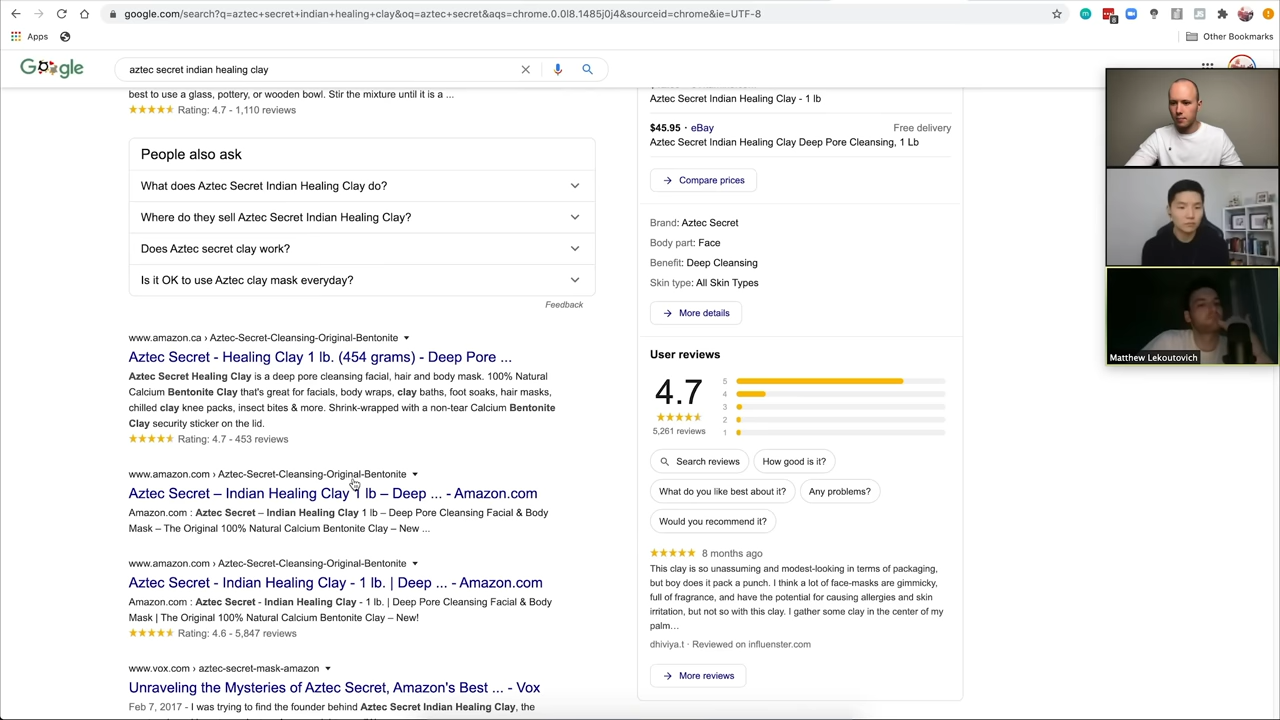 google.com/search?q=aztec+secret+indian+healing+clay&oq=aztec+secret&aqs=chrome.0.0l8.1485j0j4&sourceid=chrome&ie=UTF-8
8
Apps
Other Bookmarks
Google
aztec secret indian healing clay
best to use a glass, pottery, or wooden bowl. Stir the mixture until it is a ...
Rating: 4.7 - 1,110 reviews
People also ask
What does Aztec Secret Indian Healing Clay do?
Where do they sell Aztec Secret Indian Healing Clay?
Does Aztec secret clay work?
Is it OK to use Aztec clay mask everyday?
Feedback
www.amazon.ca › Aztec-Secret-Cleansing-Original-Bentonite
Aztec Secret - Healing Clay 1 lb. (454 grams) - Deep Pore ...
Aztec Secret Healing Clay is a deep pore cleansing facial, hair and body mask. 100% Natural
Calcium Bentonite Clay that's great for facials, body wraps, clay baths, foot soaks, hair masks,
chilled clay knee packs, insect bites & more. Shrink-wrapped with a non-tear Calcium Bentonite
Clay security sticker on the lid.
Rating: 4.7 - 453 reviews
www.amazon.com › Aztec-Secret-Cleansing-Original-Bentonite
Aztec Secret – Indian Healing Clay 1 lb – Deep ... - Amazon.com
Amazon.com : Aztec Secret – Indian Healing Clay 1 lb – Deep Pore Cleansing Facial & Body
Mask – The Original 100% Natural Calcium Bentonite Clay – New ...
www.amazon.com › Aztec-Secret-Cleansing-Original-Bentonite
Aztec Secret - Indian Healing Clay - 1 lb. | Deep ... - Amazon.com
Amazon.com : Aztec Secret - Indian Healing Clay - 1 lb. | Deep Pore Cleansing Facial & Body
Mask | The Original 100% Natural Calcium Bentonite Clay – New!
Rating: 4.6 - 5,847 reviews
www.vox.com › aztec-secret-mask-amazon
Unraveling the Mysteries of Aztec Secret, Amazon's Best ... - Vox
Feb 7, 2017 - I was trying to find the founder behind Aztec Secret Indian Healing Clay, the
Aztec Secret Indian Healing Clay - 1 lb
$45.95 · eBay
Free delivery
Aztec Secret Indian Healing Clay Deep Pore Cleansing, 1 Lb
Compare prices
Brand: Aztec Secret
Body part: Face
Benefit: Deep Cleansing
Skin type: All Skin Types
More details
User reviews
4.7
5,261 reviews
5
4
3
2
1
Search reviews
How good is it?
What do you like best about it?
Any problems?
Would you recommend it?
8 months ago
This clay is so unassuming and modest-looking in terms of packaging,
but boy does it pack a punch. I think a lot of face-masks are gimmicky,
full of fragrance, and have the potential for causing allergies and skin
irritation, but not so with this clay. I gather some clay in the center of my
palm...
dhiviya.t · Reviewed on influenster.com
More reviews
Matthew Lekoutovich